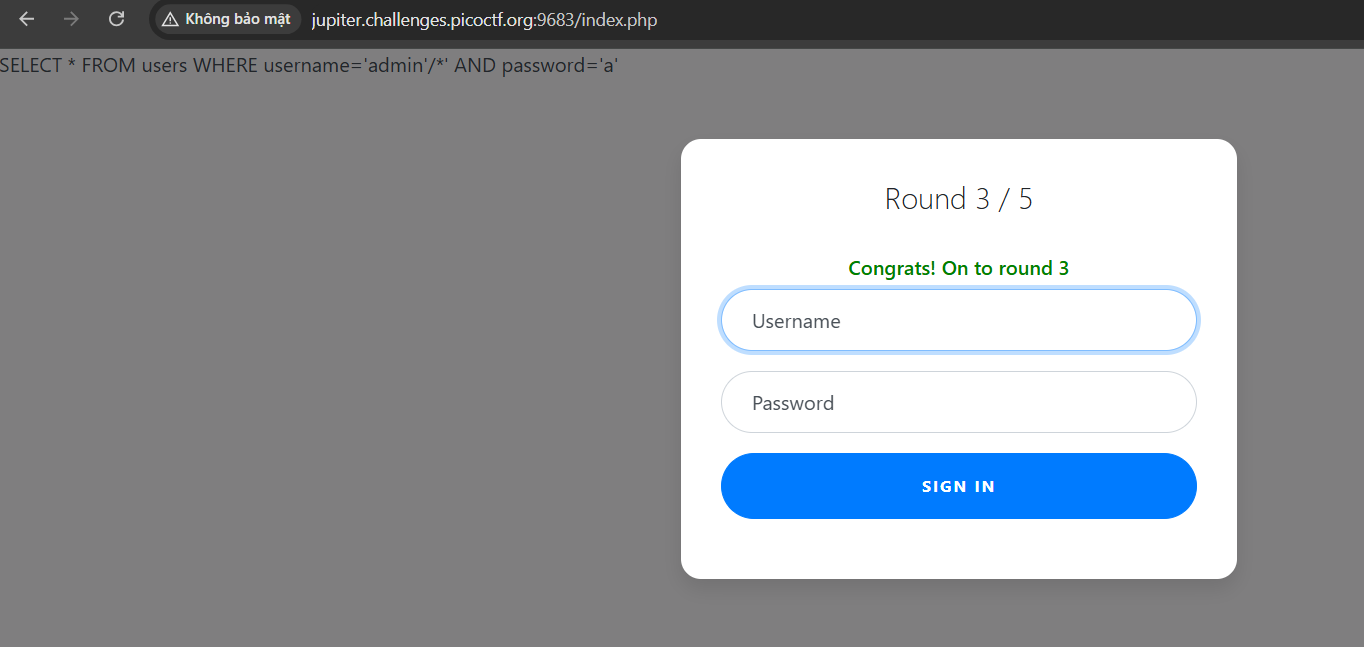 Không bảo mật jupiter.challenges.picoctf.org:9683/index.php
SELECT * FROM users WHERE username='admin'/*' AND password='a'
Round 3 / 5
Congrats! On to round 3
Username
Password
SIGN IN